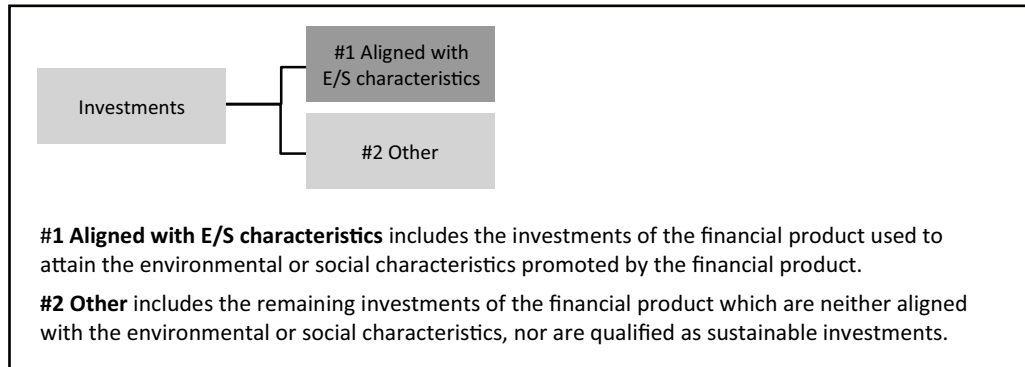 #1 Aligned with
E/S characteristics
Investments
#2 Other
#1 Aligned with E/S characteristics includes the investments of the financial product used to
attain the environmental or social characteristics promoted by the financial product.
#2 Other includes the remaining investments of the financial product which are neither aligned
with the environmental or social characteristics, nor are qualified as sustainable investments.